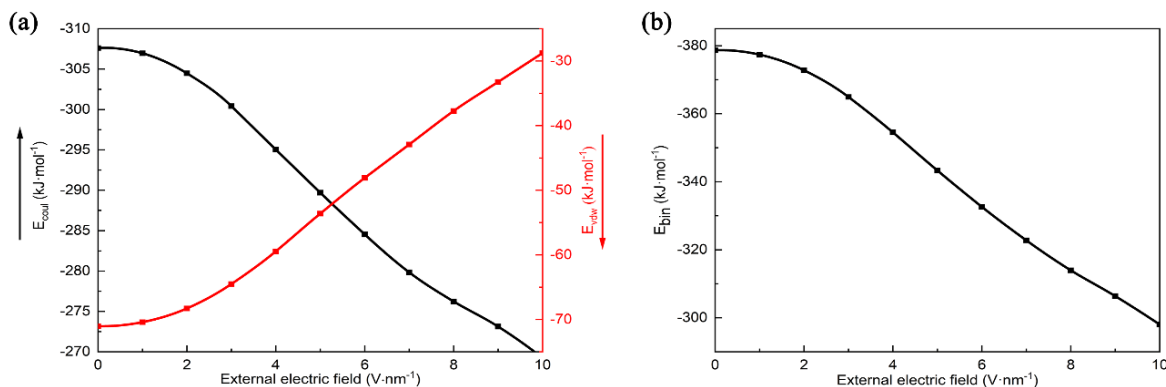 (a)
-310
-305
-300
-295
-290
-285
-280
-275
-270
E_coul (kJ·mol⁻¹)
0 2 4 6 8 10
External electric field (V·nm⁻¹)
-30
-40
-50
-60
-70
E_vdw (kJ·mol⁻¹)
(b)
-380
-360
-340
-320
-300
E_bin (kJ·mol⁻¹)
0 2 4 6 8 10
External electric field (V·nm⁻¹)